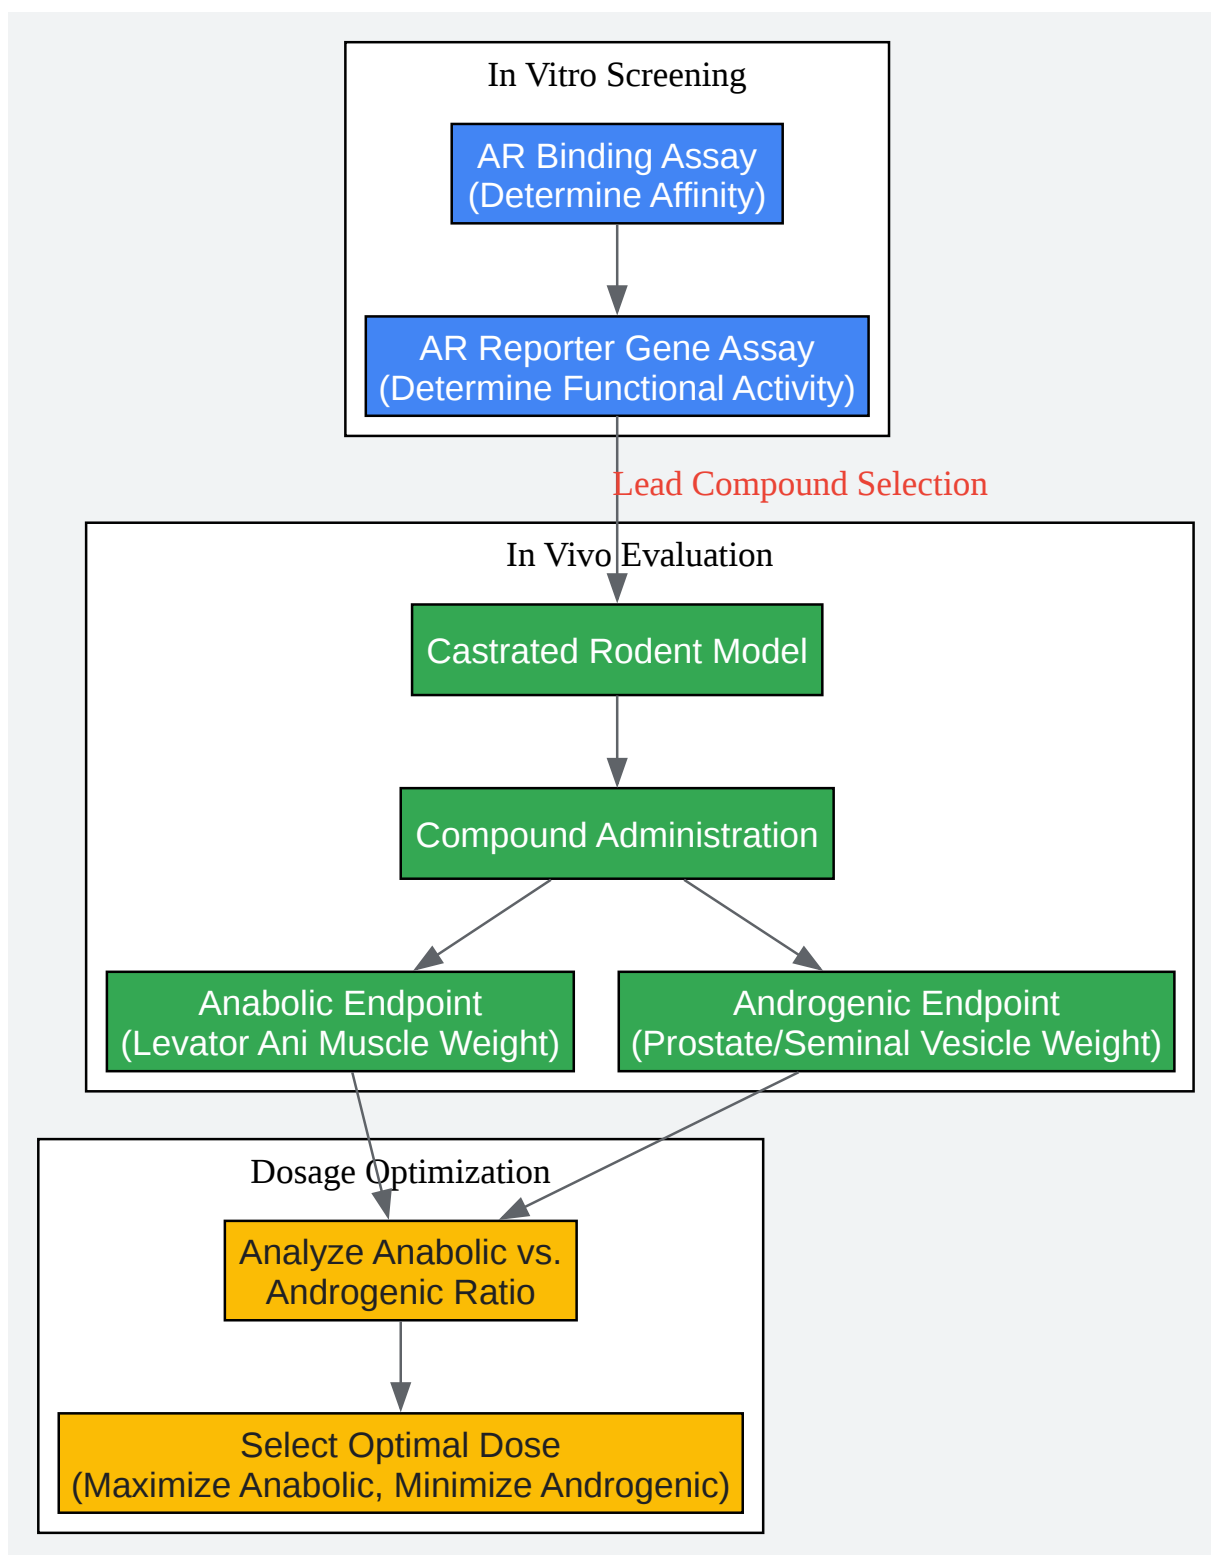 In Vitro Screening
AR Binding Assay
(Determine Affinity)
AR Reporter Gene Assay
(Determine Functional Activity)
Lead Compound Selection
In Vivo Evaluation
Castrated Rodent Model
Compound Administration
Anabolic Endpoint
(Levator Ani Muscle Weight)
Androgenic Endpoint
(Prostate/Seminal Vesicle Weight)
Dosage Optimization
Analyze Anabolic vs.
Androgenic Ratio
Select Optimal Dose
(Maximize Anabolic, Minimize Androgenic)